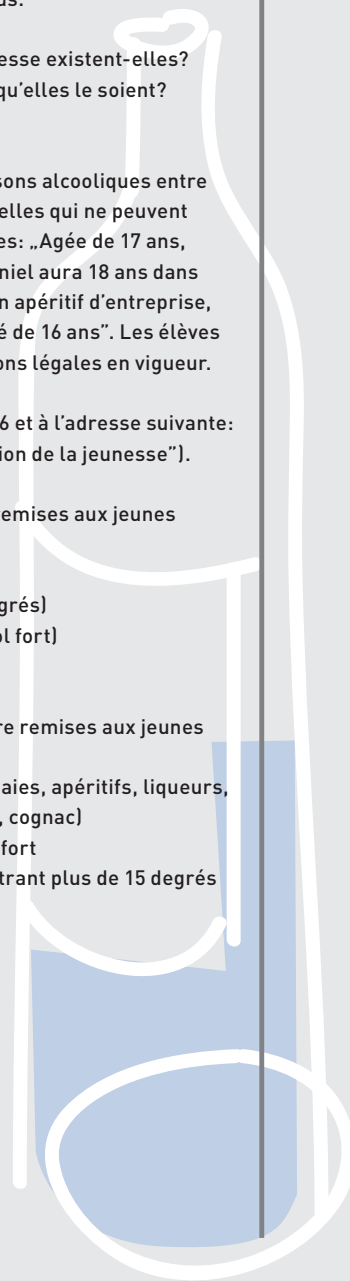 us.
esse existent-elles?
qu’elles le soient?
sons alcooliques entre
elles qui ne peuvent
es: „Agée de 17 ans,
niel aura 18 ans dans
n apéritif d’entreprise,
é de 16 ans”. Les élèves
ons légales en vigueur.
6 et à l’adresse suivante:
ion de la jeunesse”).
emises aux jeunes
grés)
ol fort)
re remises aux jeunes
aies, apéritifs, liqueurs,
, cognac)
fort
trant plus de 15 degrés